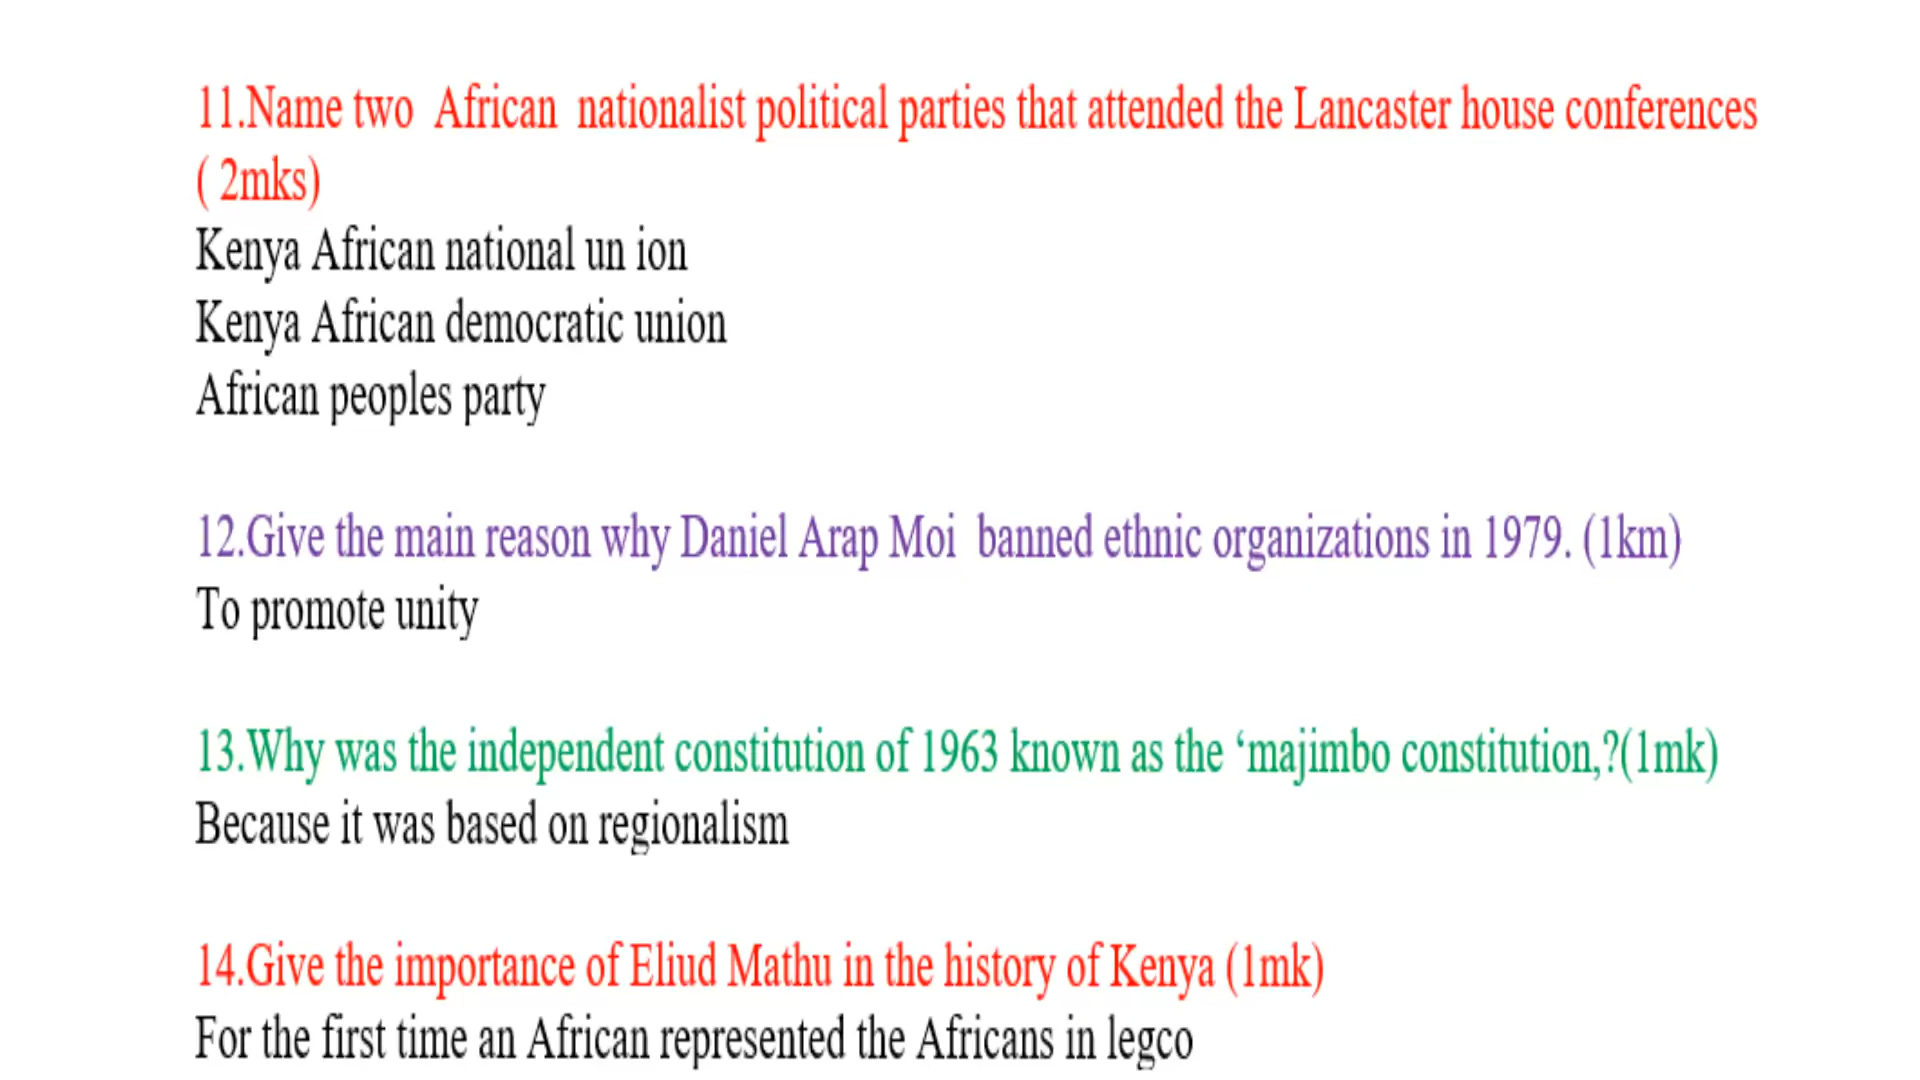 11.Name two African nationalist political parties that attended the Lancaster house conferences
( 2mks)
Kenya African national un ion
Kenya African democratic union
African peoples party
12.Give the main reason why Daniel Arap Moi banned ethnic organizations in 1979. (1km)
To promote unity
13.Why was the independent constitution of 1963 known as the ‘majimbo constitution,?(1mk)
Because it was based on regionalism
14.Give the importance of Eliud Mathu in the history of Kenya (1mk)
For the first time an African represented the Africans in legco